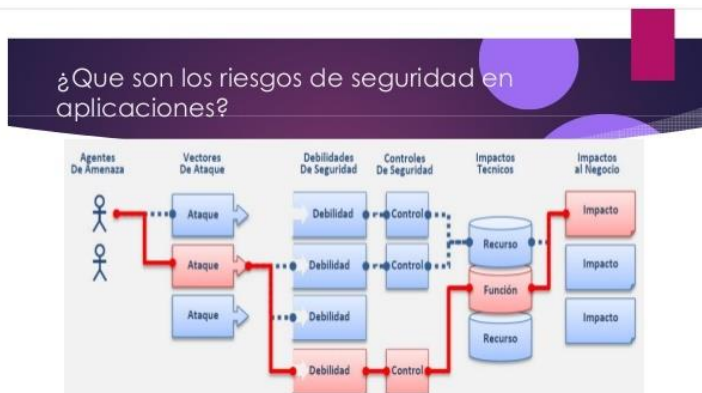 ¿Que son los riesgos de seguridad en
aplicaciones?
Agentes
De Amenaza
Vectores
De Ataque
Debilidades
De Seguridad
Controles
De Seguridad
Impactos
Tecnicos
Impactos
al Negocio
Ataque
Debilidad
Control
Impacto
Recurso
Ataque
Debilidad
Control
Impacto
Función
Ataque
Debilidad
Impacto
Recurso
Debilidad
Control